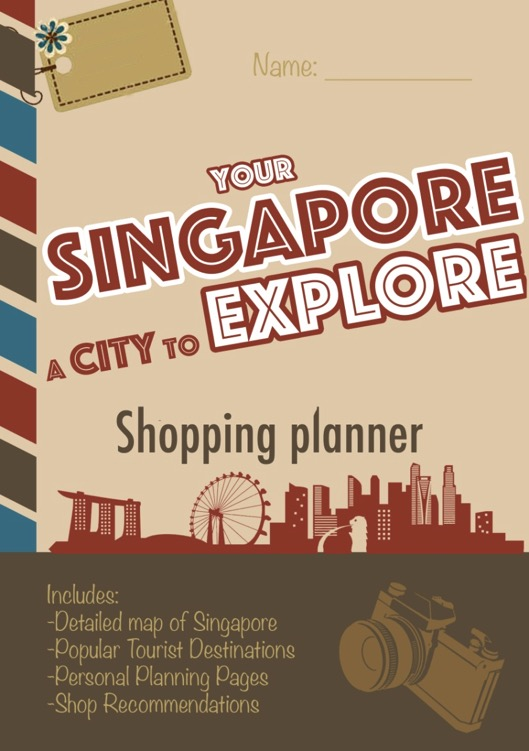 Name: ____________
YOUR
SINGAPORE
A CITY TO EXPLORE
Shopping planner
Includes:
-Detailed map of Singapore
-Popular Tourist Destinations
-Personal Planning Pages
-Shop Recommendations